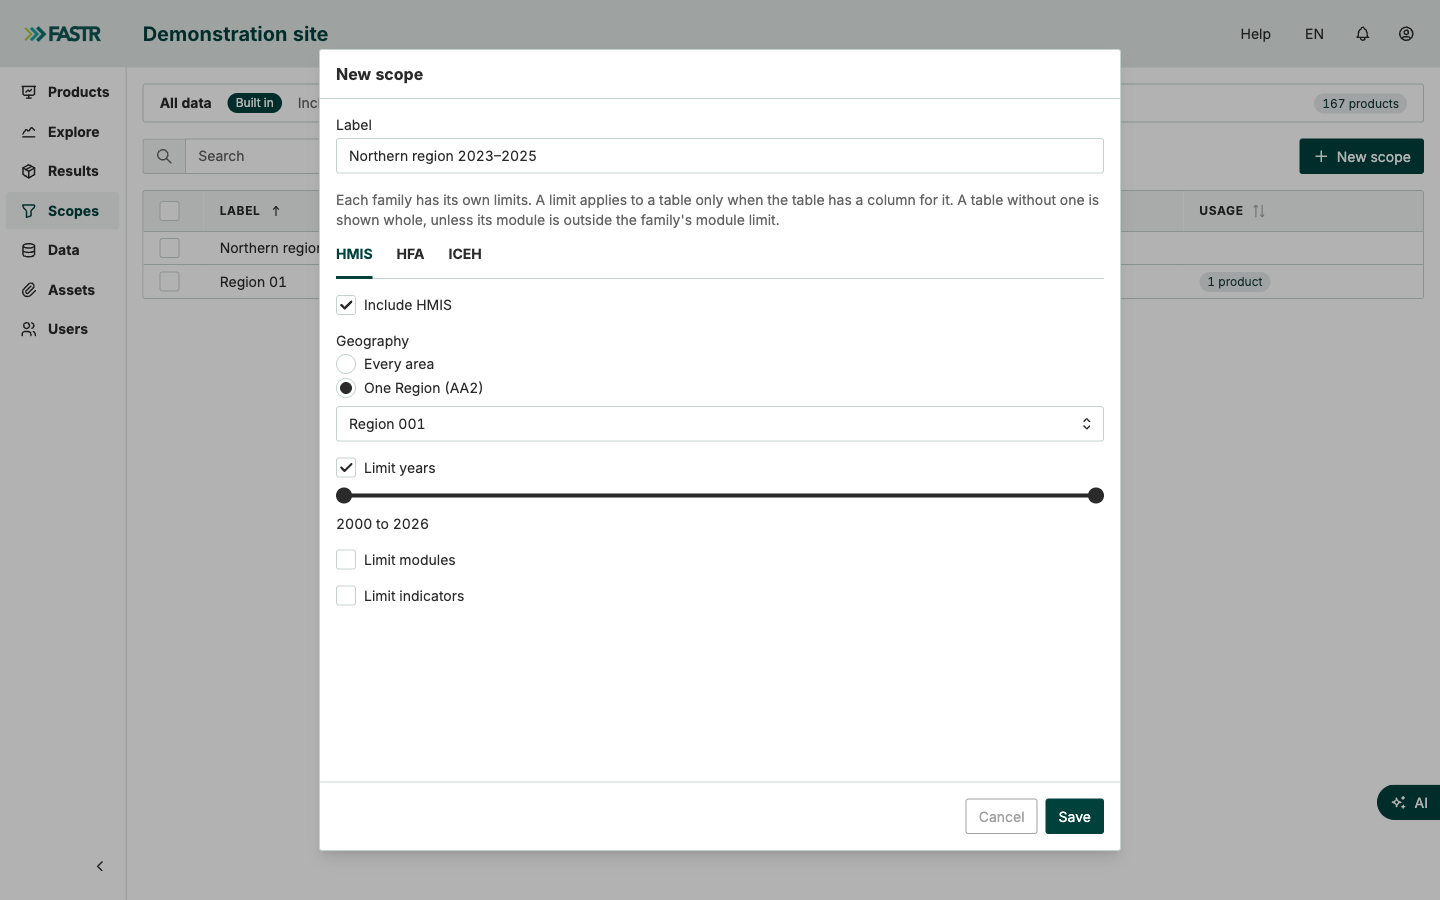 FASTR
Demonstration site
Help
EN
Products
Explore
Results
Scopes
Data
Assets
Users
All data
Built in
167 products
Search
New scope
LABEL
USAGE
Northern region
Region 01
1 product
New scope
Label
Northern region 2023–2025
Each family has its own limits. A limit applies to a table only when the table has a column for it. A table without one is
shown whole, unless its module is outside the family's module limit.
HMIS
HFA
ICEH
Include HMIS
Geography
Every area
One Region (AA2)
Region 001
Limit years
2000 to 2026
Limit modules
Limit indicators
Cancel
Save
AI